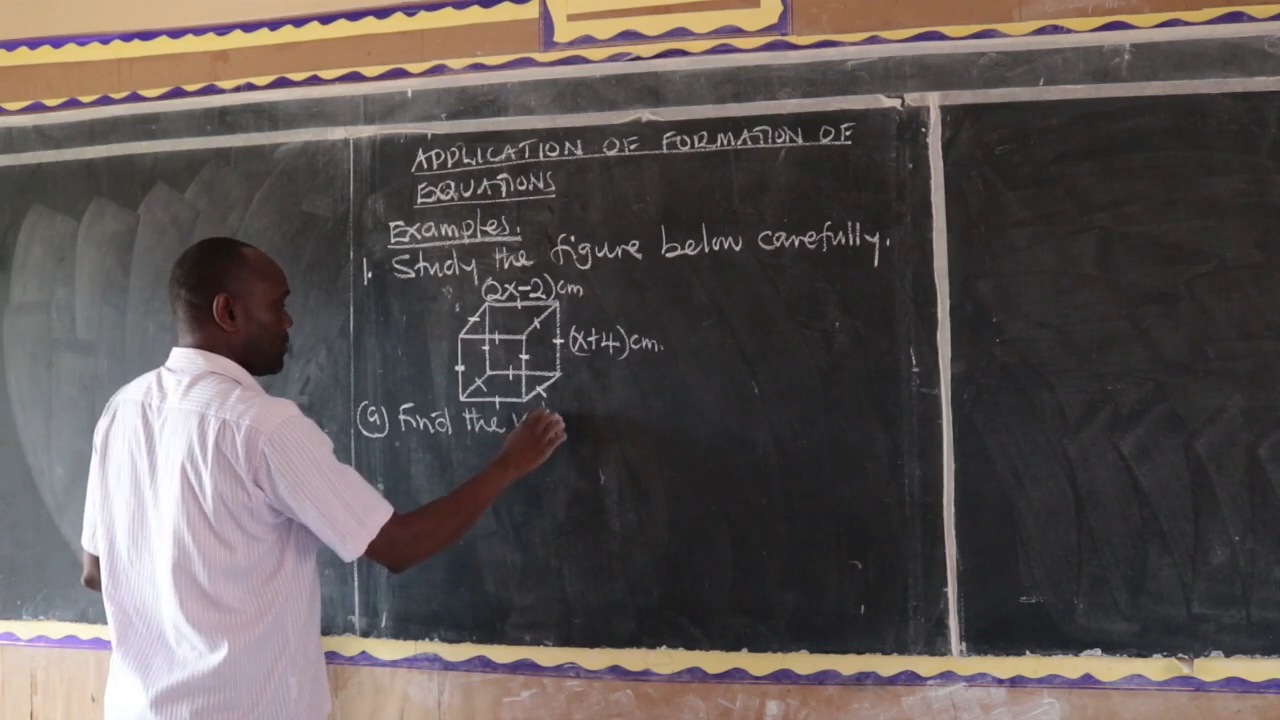 APPLICATION OF FORMATION OF
EQUATIONS
Examples.
1. Study the figure below carefully.
(2x-2)cm
(x+4)cm.
(a) Find the